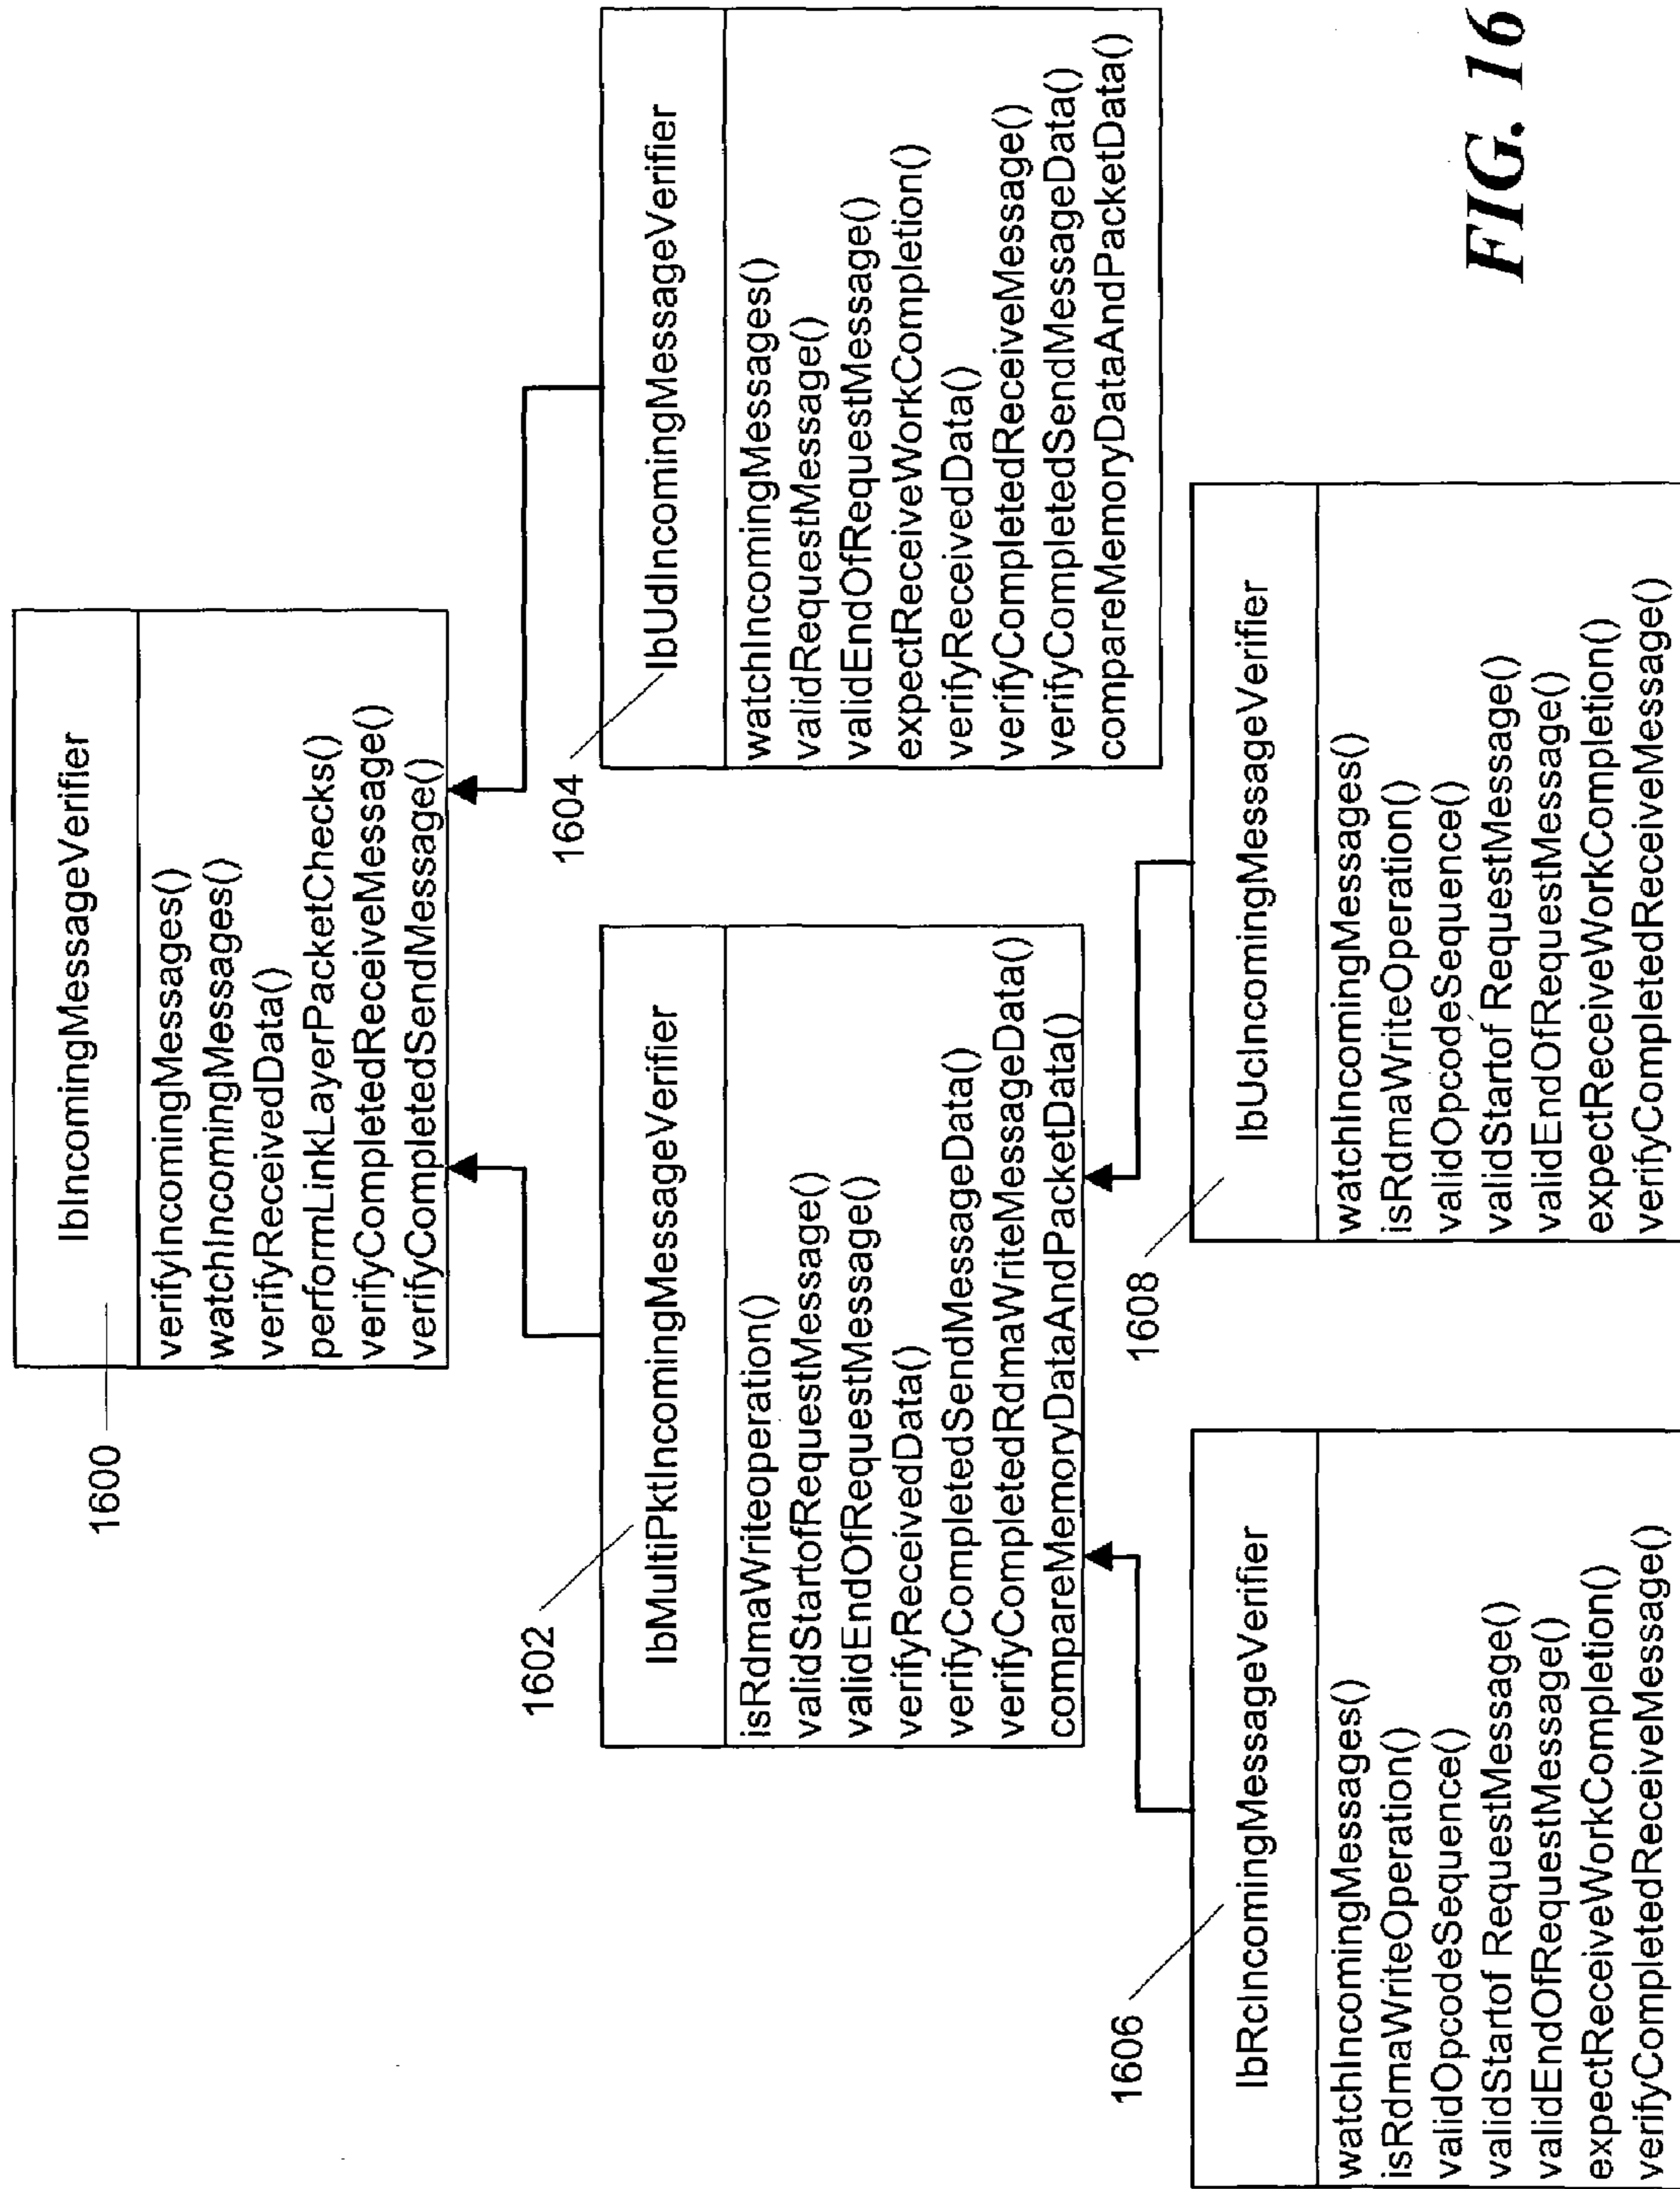 1600
IbIncomingMessageVerifier
verifyIncomingMessages()
watchIncomingMessages()
verifyReceivedData()
performLinkLayerPacketChecks()
verifyCompletedReceiveMessage()
verifyCompletedSendMessage()
1602
IbMultiPktIncomingMessageVerifier
isRdmaWriteoperation()
validStartofRequestMessage()
validEndOfRequestMessage()
verifyReceivedData()
verifyCompletedSendMessageData()
verifyCompletedRdmaWriteMessageData()
compareMemoryDataAndPacketData()
1604
IbUdIncomingMessageVerifier
watchIncomingMessages()
validRequestMessage()
validEndOfRequestMessage()
expectReceiveWorkCompletion()
verifyReceivedData()
verifyCompletedReceiveMessage()
verifyCompletedSendMessageData()
compareMemoryDataAndPacketData()
1606
IbRcIncomingMessageVerifier
watchIncomingMessages()
isRdmaWriteOperation()
validOpcodeSequence()
validStartof RequestMessage()
validEndOfRequestMessage()
expectReceiveWorkCompletion()
verifyCompletedReceiveMessage()
1608
IbUcIncomingMessageVerifier
watchIncomingMessages()
isRdmaWriteOperation()
validOpcodeSequence()
validStartof RequestMessage()
validEndOfRequestMessage()
expectReceiveWorkCompletion()
verifyCompletedReceiveMessage()
FIG. 16